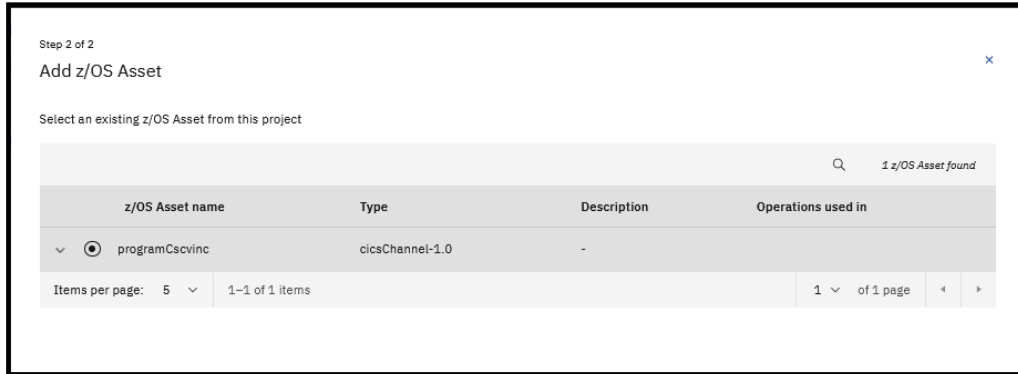 Step 2 of 2
Add z/OS Asset
Select an existing z/OS Asset from this project
1 z/OS Asset found
z/OS Asset name Type Description Operations used in
programCscvinc cicsChannel-1.0 -
Items per page: 5 1–1 of 1 items 1 of 1 page